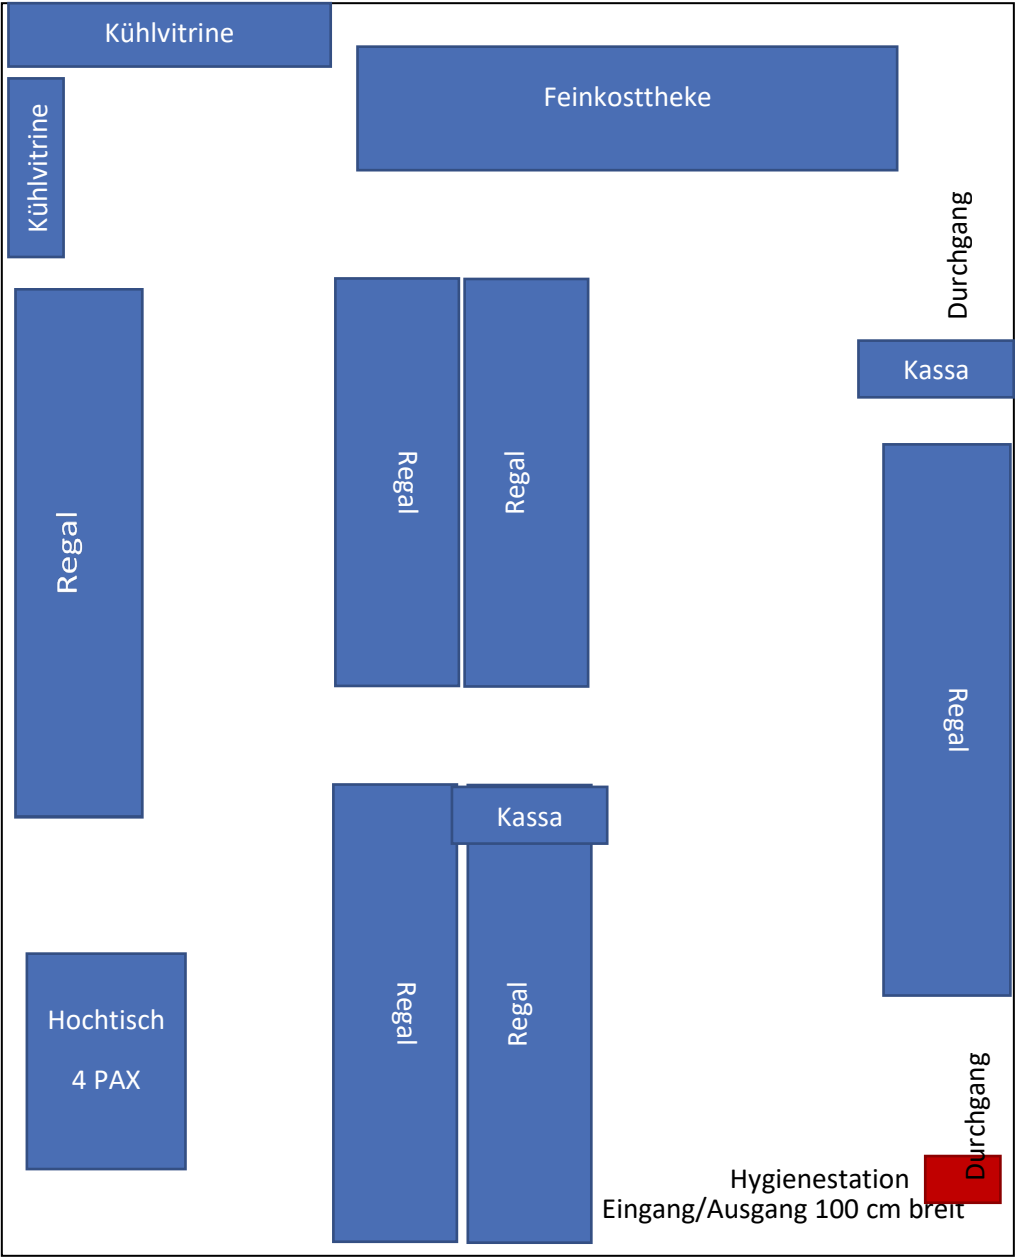 Kühlvitrine
Feinkosttheke
Kühlvitrine
Durchgang
Kassa
Regal
Regal
Regal
Regal
Kassa
Regal
Regal
Hochtisch
4 PAX
Durchgang
Hygienestation
Eingang/Ausgang 100 cm breit